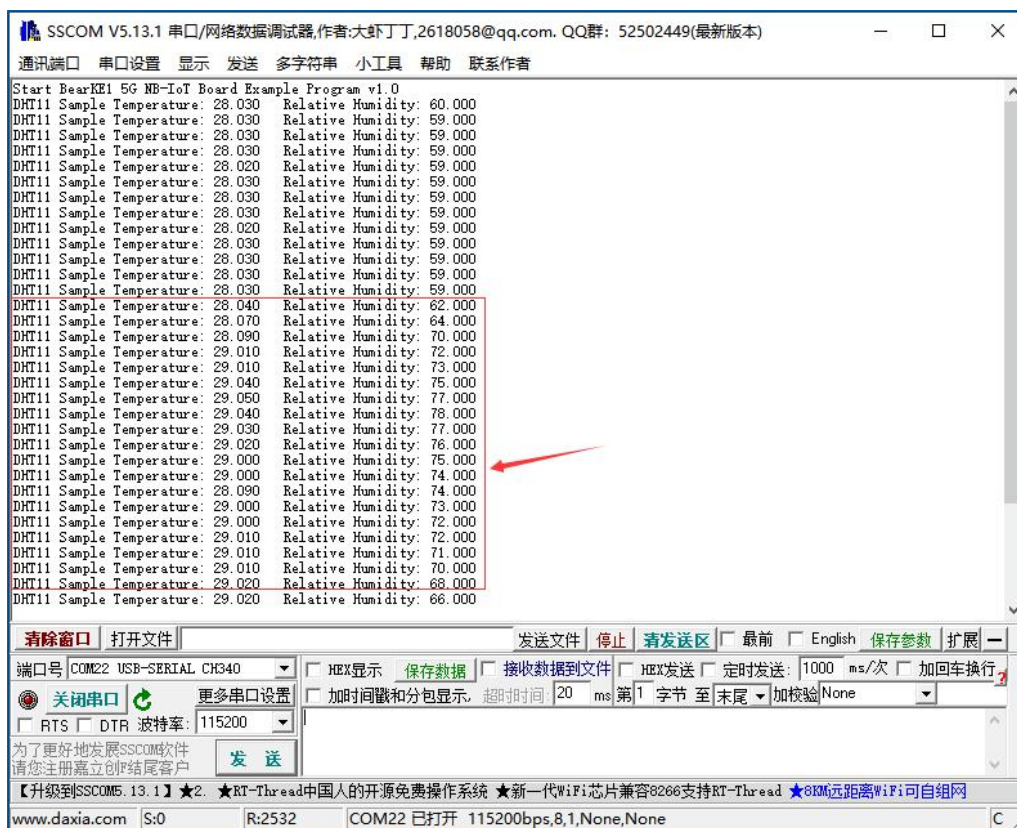 SSCOM V5.13.1 串口/网络数据调试器,作者:大虾丁丁,2618058@qq.com. QQ群: 52502449(最新版本)
通讯端口 串口设置 显示 发送 多字符串 小工具 帮助 联系作者
Start BearKE1 5G NB-IoT Board Example Program v1.0
DHT11 Sample Temperature: 28.030 Relative Humidity: 60.000
DHT11 Sample Temperature: 28.030 Relative Humidity: 59.000
DHT11 Sample Temperature: 28.030 Relative Humidity: 59.000
DHT11 Sample Temperature: 28.030 Relative Humidity: 59.000
DHT11 Sample Temperature: 28.020 Relative Humidity: 59.000
DHT11 Sample Temperature: 28.030 Relative Humidity: 59.000
DHT11 Sample Temperature: 28.030 Relative Humidity: 59.000
DHT11 Sample Temperature: 28.030 Relative Humidity: 59.000
DHT11 Sample Temperature: 28.020 Relative Humidity: 59.000
DHT11 Sample Temperature: 28.030 Relative Humidity: 59.000
DHT11 Sample Temperature: 28.030 Relative Humidity: 59.000
DHT11 Sample Temperature: 28.030 Relative Humidity: 59.000
DHT11 Sample Temperature: 28.030 Relative Humidity: 59.000
DHT11 Sample Temperature: 28.040 Relative Humidity: 62.000
DHT11 Sample Temperature: 28.070 Relative Humidity: 64.000
DHT11 Sample Temperature: 28.090 Relative Humidity: 70.000
DHT11 Sample Temperature: 29.010 Relative Humidity: 72.000
DHT11 Sample Temperature: 29.010 Relative Humidity: 73.000
DHT11 Sample Temperature: 29.040 Relative Humidity: 75.000
DHT11 Sample Temperature: 29.050 Relative Humidity: 77.000
DHT11 Sample Temperature: 29.040 Relative Humidity: 78.000
DHT11 Sample Temperature: 29.030 Relative Humidity: 77.000
DHT11 Sample Temperature: 29.020 Relative Humidity: 76.000
DHT11 Sample Temperature: 29.000 Relative Humidity: 75.000
DHT11 Sample Temperature: 29.000 Relative Humidity: 74.000
DHT11 Sample Temperature: 28.090 Relative Humidity: 74.000
DHT11 Sample Temperature: 29.000 Relative Humidity: 73.000
DHT11 Sample Temperature: 29.000 Relative Humidity: 72.000
DHT11 Sample Temperature: 29.010 Relative Humidity: 72.000
DHT11 Sample Temperature: 29.010 Relative Humidity: 71.000
DHT11 Sample Temperature: 29.010 Relative Humidity: 70.000
DHT11 Sample Temperature: 29.020 Relative Humidity: 68.000
DHT11 Sample Temperature: 29.020 Relative Humidity: 66.000
清除窗口 打开文件 发送文件 停止 清发送区 最前 English 保存参数 扩展 —
端口号 COM22 USB-SERIAL CH340 HEX显示 保存数据 接收数据到文件 HEX发送 定时发送: 1000 ms/次 加回车换行 ?
关闭串口 更多串口设置 加时间戳和分包显示, 超时时间: 20 ms 第 1 字节 至 末尾 加校验 None
RTS DTR 波特率: 115200
为了更好地发展SSCOM软件
请您注册嘉立创F结尾客户
发 送
【升级到SSCOM5.13.1】★2. ★RT-Thread中国人的开源免费操作系统 ★新一代WiFi芯片兼容8266支持RT-Thread ★8KM远距离WiFi可自组网
www.daxia.com S:0 R:2532 COM22 已打开 115200bps,8,1,None,None C